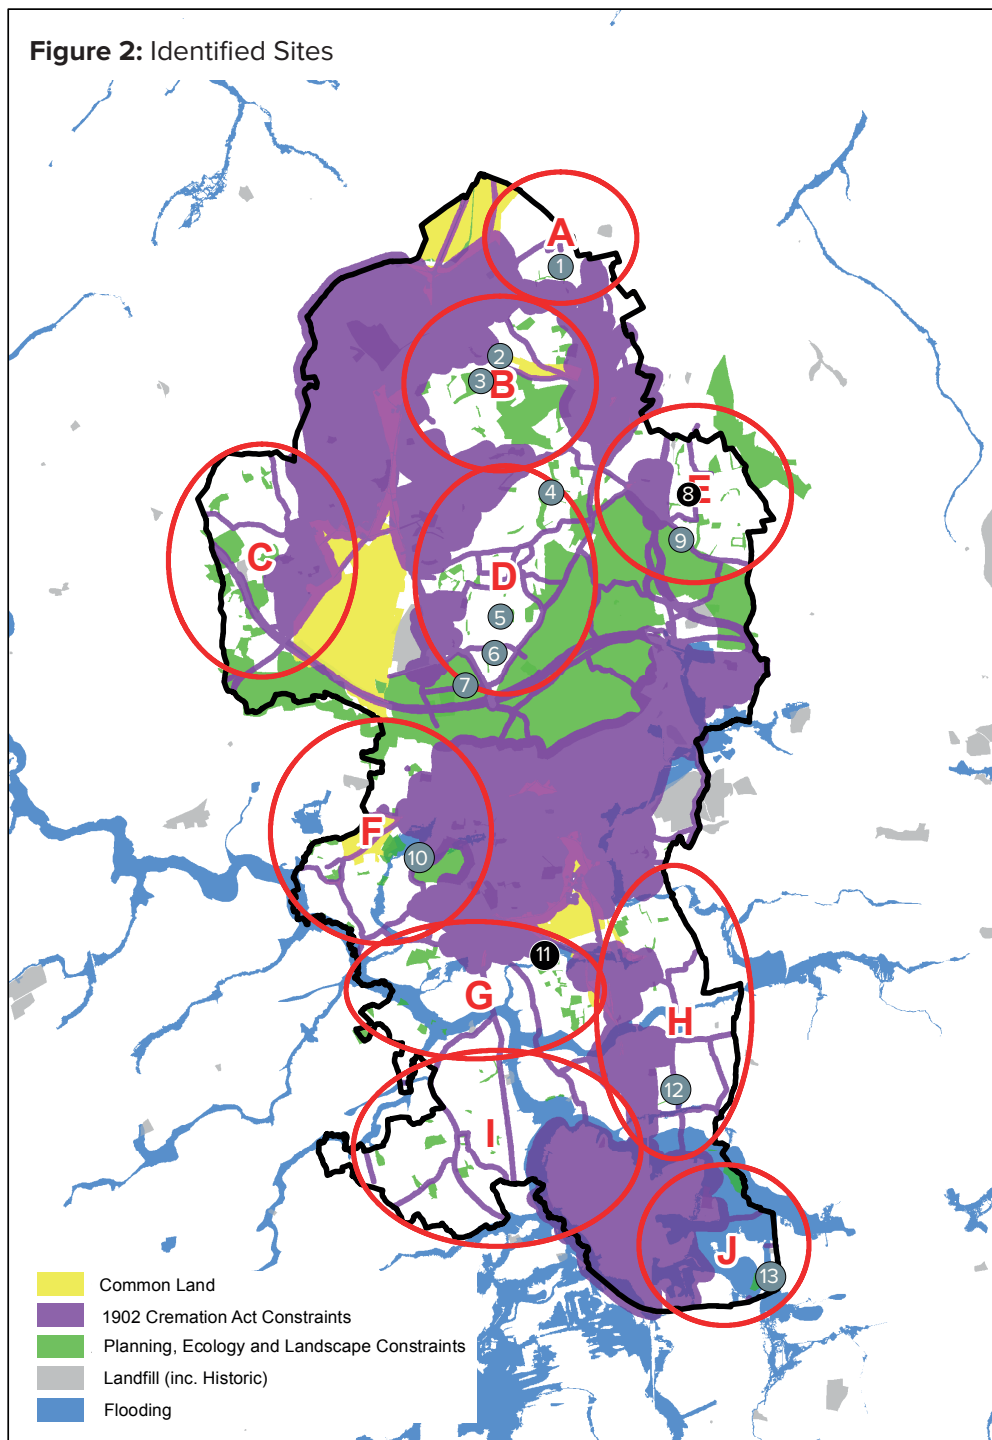 Figure 2: Identified Sites
A
1
2
3
B
4
E
8
9
C
D
5
6
7
F
10
11
G
H
12
I
J
13
Common Land
1902 Cremation Act Constraints
Planning, Ecology and Landscape Constraints
Landfill (inc. Historic)
Flooding